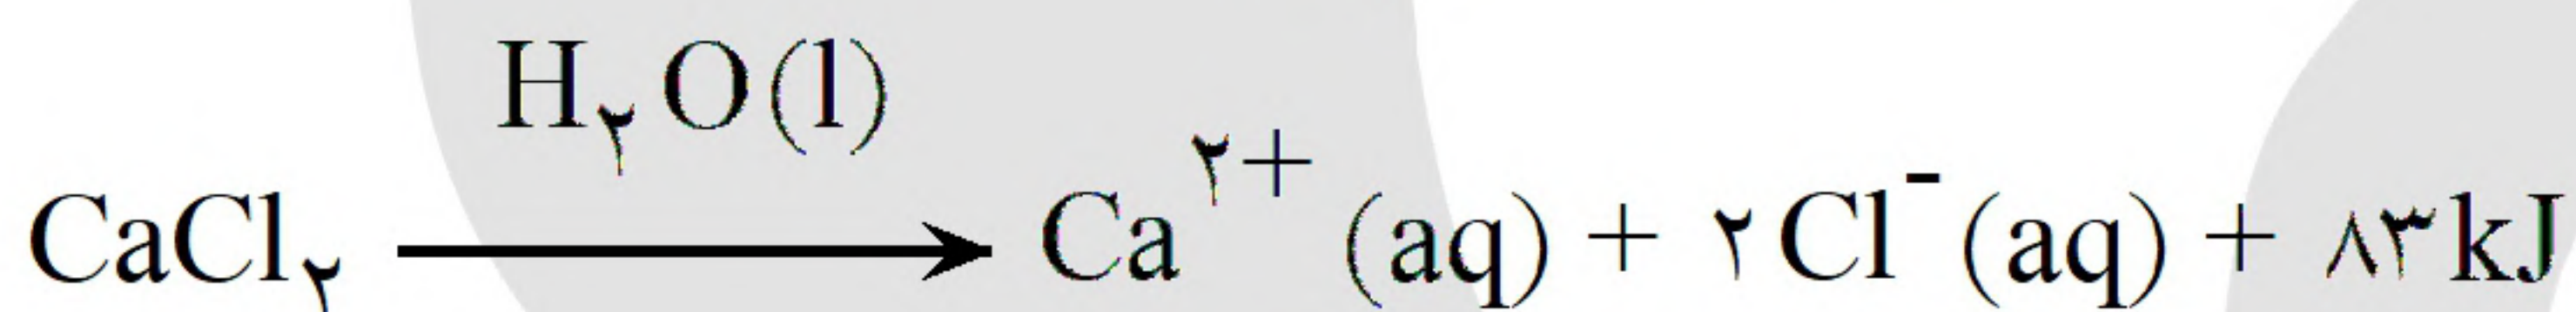 H۲O(l)
CaCl۲ ⟶ Ca۲+ (aq) + ۲Cl- (aq) + ۸۳kJ